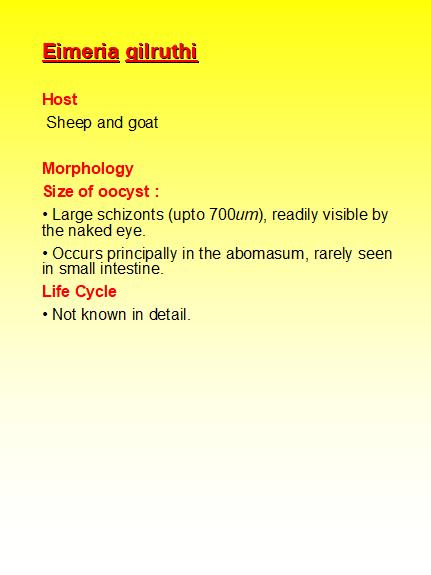 Eimeria gilruthi
Host
Sheep and goat
Morphology
Size of oocyst :
• Large schizonts (upto 700um), readily visible by
the naked eye.
• Occurs principally in the abomasum, rarely seen
in small intestine.
Life Cycle
• Not known in detail.